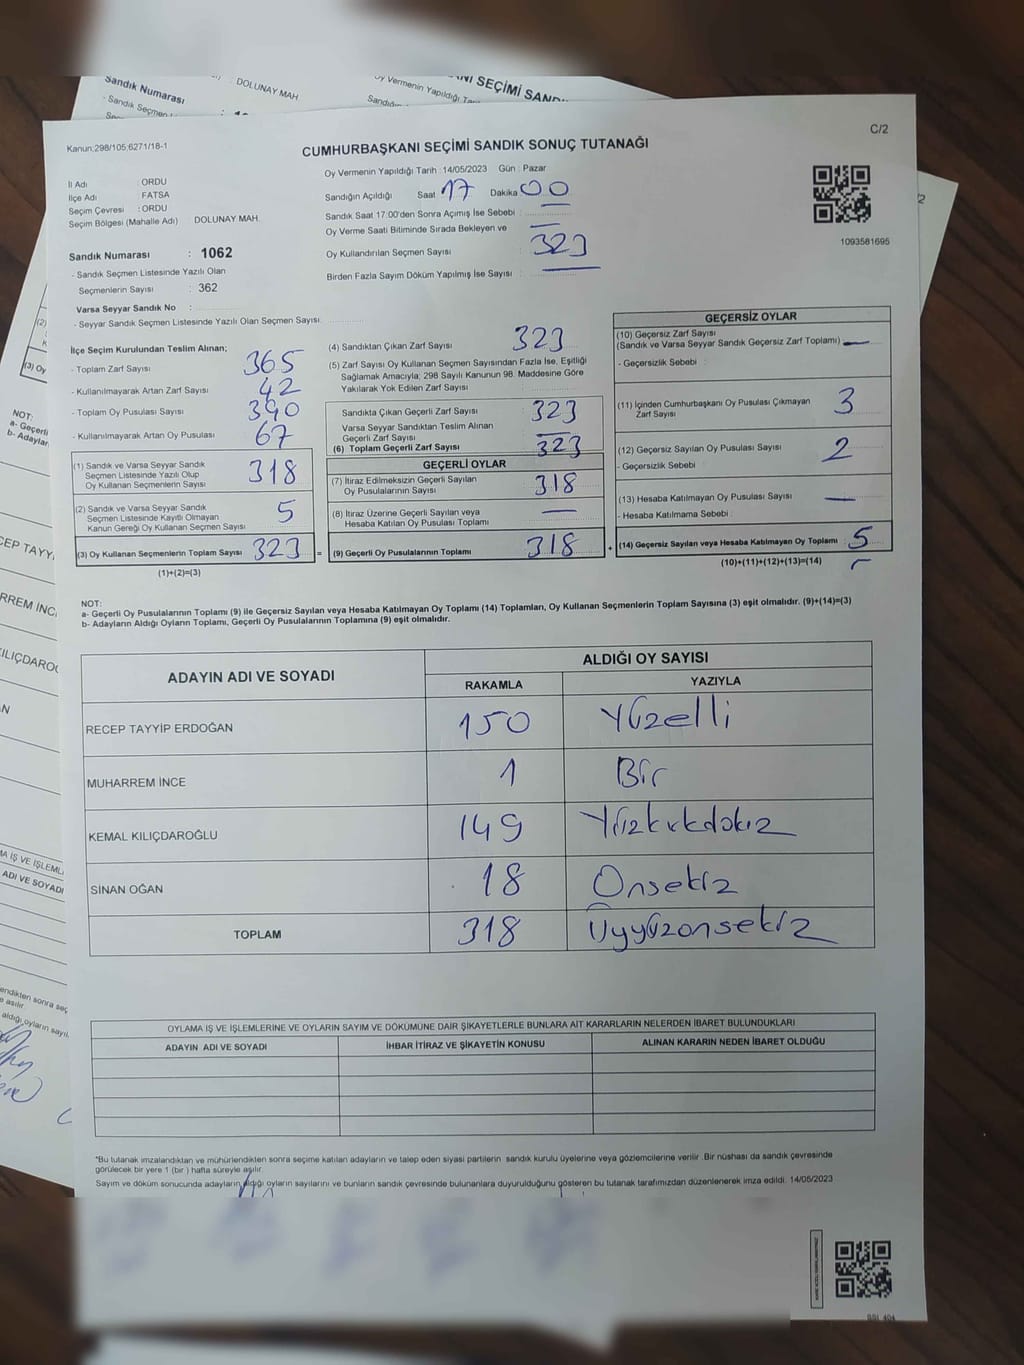 DOLUNAY MAH
Sandık Numarası
- Sandık Seçmen
Oy Vermenin Yapıldığı
C/2
Kanun;298/105;6271/18-1
CUMHURBAŞKANI SEÇİMİ SANDIK SONUÇ TUTANAĞI
Oy Vermenin Yapıldığı Tarih : 14/05/2023 Gün : Pazar
İl Adı : ORDU
İlçe Adı : FATSA
Seçim Çevresi : ORDU
Seçim Bölgesi (Mahalle Adı) DOLUNAY MAH.
Sandığın Açıldığı Saat 17 Dakika 00
Sandık Saat 17:00'den Sonra Açımış İse Sebebi :
Oy Verme Saati Bitiminde Sırada Bekleyen ve
Oy Kullandırılan Seçmen Sayısı : 323
Birden Fazla Sayım Döküm Yapılmış İse Sayısı :
1093581695
Sandık Numarası : 1062
- Sandık Seçmen Listesinde Yazılı Olan
Seçmenlerin Sayısı : 362
Varsa Seyyar Sandık No :
- Seyyar Sandık Seçmen Listesinde Yazılı Olan Seçmen Sayısı:
İlçe Seçim Kurulundan Teslim Alınan;
- Toplam Zarf Sayısı : 365
- Kullanılmayarak Artan Zarf Sayısı : 42
- Toplam Oy Pusulası Sayısı : 390
- Kullanılmayarak Artan Oy Pusulası : 67
(1) Sandık ve Varsa Seyyar Sandık
Seçmen Listesinde Yazılı Olup
Oy Kullanan Seçmenlerin Sayısı 318
(2) Sandık ve Varsa Seyyar Sandık
Seçmen Listesinde Kayıtlı Olmayan
Kanun Gereği Oy Kullanan Seçmen Sayısı 5
(3) Oy Kullanan Seçmenlerin Toplam Sayısı 323 =
(1)+(2)=(3)
(4) Sandıktan Çıkan Zarf Sayısı : 323
(5) Zarf Sayısı Oy Kullanan Seçmen Sayısından Fazla İse, Eşitliği
Sağlamak Amacıyla; 298 Sayılı Kanunun 98. Maddesine Göre
Yakılarak Yok Edilen Zarf Sayısı :
Sandıkta Çıkan Geçerli Zarf Sayısı : 323
Varsa Seyyar Sandıktan Teslim Alınan
Geçerli Zarf Sayısı : —
(6) Toplam Geçerli Zarf Sayısı : 323
GEÇERLİ OYLAR
(7) İtiraz Edilmeksizin Geçerli Sayılan
Oy Pusulalarının Sayısı : 318
(8) İtiraz Üzerine Geçerli Sayılan veya
Hesaba Katılan Oy Pusulası Toplamı : —
(9) Geçerli Oy Pusulalarının Toplamı : 318 +
GEÇERSİZ OYLAR
(10) Geçersiz Zarf Sayısı
(Sandık ve Varsa Seyyar Sandık Geçersiz Zarf Toplamı) : —
- Geçersizlik Sebebi :
(11) İçinden Cumhurbaşkanı Oy Pusulası Çıkmayan
Zarf Sayısı : 3
(12) Geçersiz Sayılan Oy Pusulası Sayısı : 2
- Geçersizlik Sebebi :
(13) Hesaba Katılmayan Oy Pusulası Sayısı : —
- Hesaba Katılmama Sebebi :
(14) Geçersiz Sayılan veya Hesaba Katılmayan Oy Toplamı : 5
(10)+(11)+(12)+(13)=(14)
NOT:
a- Geçerli Oy Pusulalarının Toplamı (9) ile Geçersiz Sayılan veya Hesaba Katılmayan Oy Toplamı (14) Toplamları, Oy Kullanan Seçmenlerin Toplam Sayısına (3) eşit olmalıdır. (9)+(14)=(3)
b- Adayların Aldığı Oyların Toplamı, Geçerli Oy Pusulalarının Toplamına (9) eşit olmalıdır.
ADAYIN ADI VE SOYADI
ALDIĞI OY SAYISI
RAKAMLA YAZIYLA
RECEP TAYYİP ERDOĞAN 150 Yüzelli
MUHARREM İNCE 1 Bir
KEMAL KILIÇDAROĞLU 149 Yüzkırkdokız
SİNAN OĞAN 18 Onsekiz
TOPLAM 318 Üçyüzonsekiz
OYLAMA İŞ VE İŞLEMLERİNE VE OYLARIN SAYIM VE DÖKÜMÜNE DAİR ŞİKAYETLERLE BUNLARA AİT KARARLARIN NELERDEN İBARET BULUNDUKLARI
ADAYIN ADI VE SOYADI İHBAR İTİRAZ VE ŞİKAYETİN KONUSU ALINAN KARARIN NEDEN İBARET OLDUĞU
*Bu tutanak imzalandıktan ve mühürlendikten sonra seçime katılan adayların ve talep eden siyasi partilerin sandık kurulu üyelerine veya gözlemcilerine verilir .Bir nüshası da sandık çevresinde
görülecek bir yere 1 (bir) hafta süreyle asılır.
Sayım ve döküm sonucunda adayların aldığı oyların sayılarını ve bunların sandık çevresinde bulunanlara duyurulduğunu gösteren bu tutanak tarafımızdan düzenlenerek imza edildi. 14/05/2023